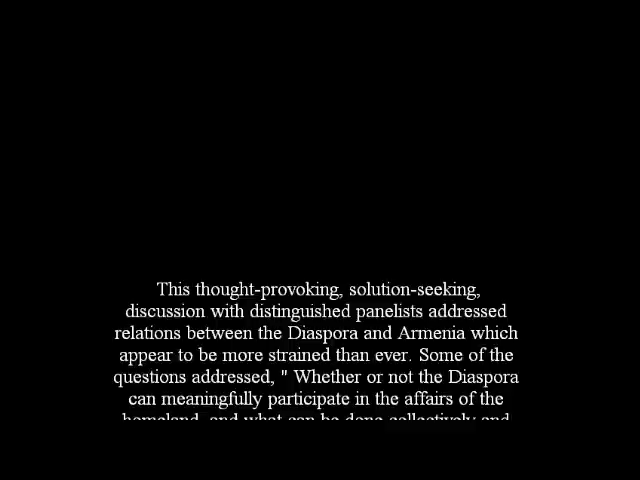 This thought-provoking, solution-seeking,
discussion with distinguished panelists addressed
relations between the Diaspora and Armenia which
appear to be more strained than ever. Some of the
questions addressed, " Whether or not the Diaspora
can meaningfully participate in the affairs of the
homeland, and what can be done collectively and